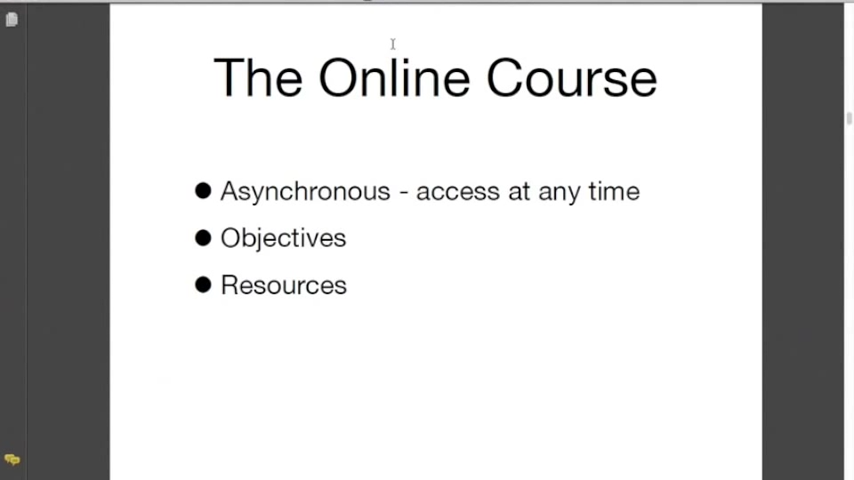 The Online Course
● Asynchronous - access at any time
● Objectives
● Resources